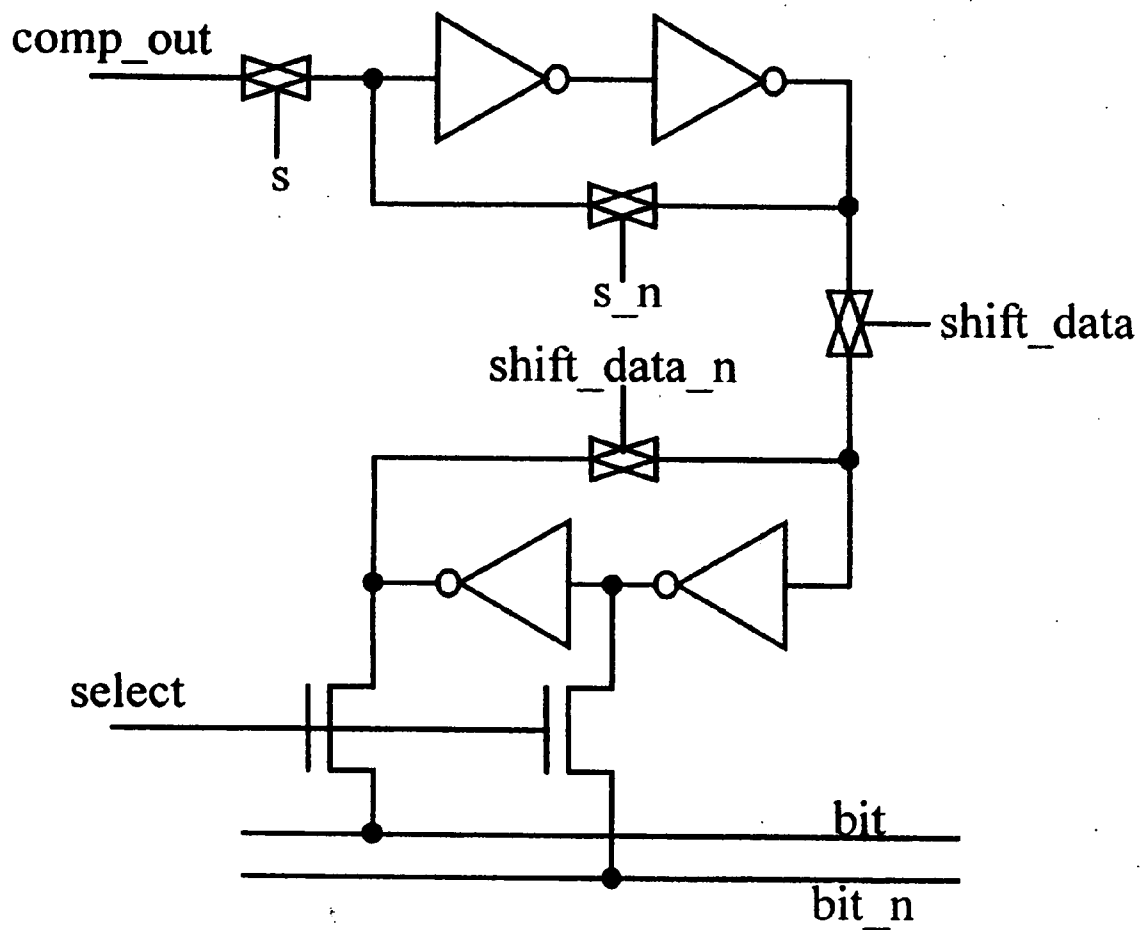 comp_out
s
s_n
shift_data
shift_data_n
select
bit
bit_n